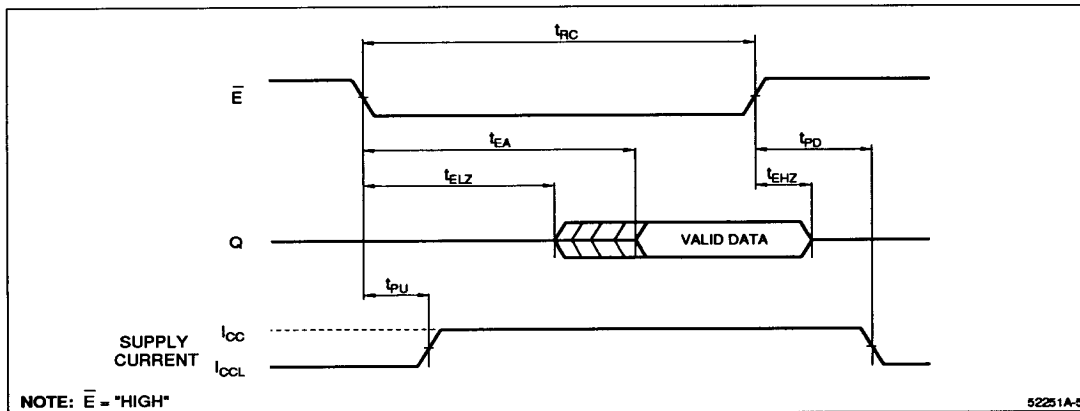 tRC
E̅
tEA
tPD
tELZ
tEHZ
Q
VALID DATA
tPU
ICC
SUPPLY
CURRENT
ICCL
NOTE: E̅ = "HIGH"
52251A-5